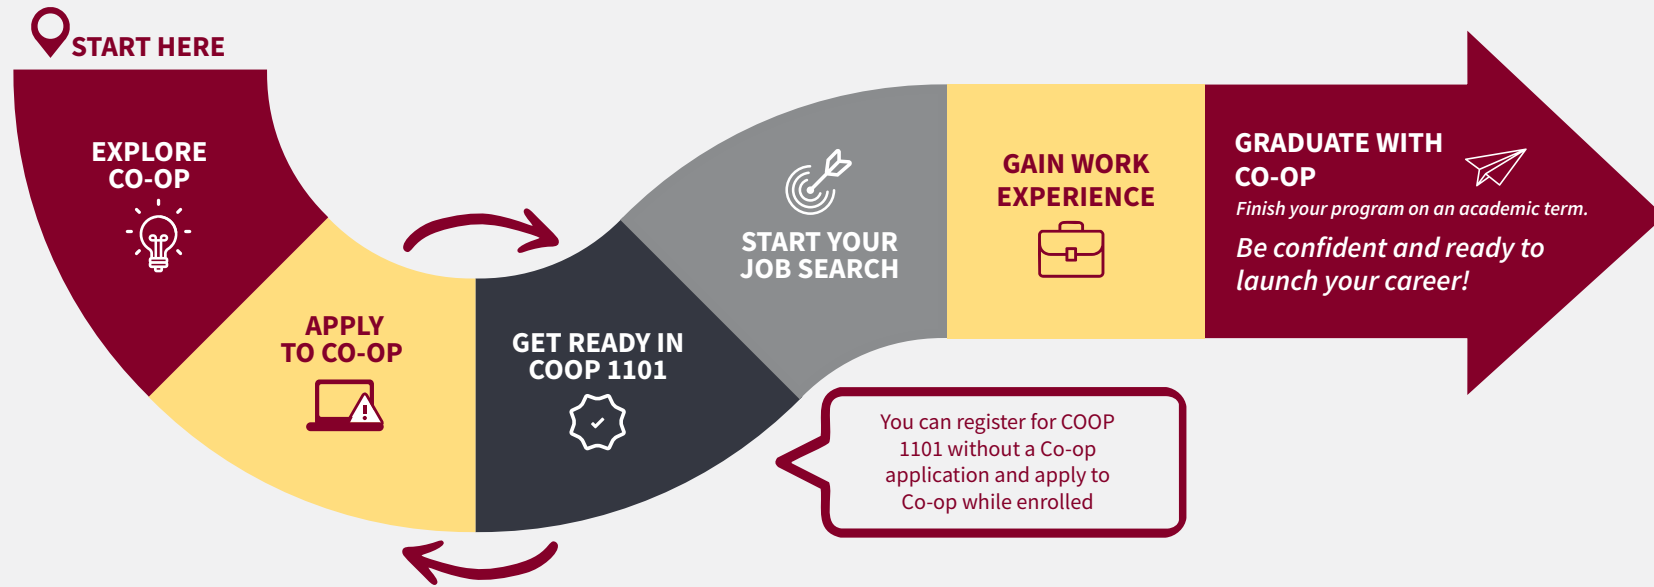 START HERE
EXPLORE
CO-OP
APPLY
TO CO-OP
GET READY IN
COOP 1101
START YOUR
JOB SEARCH
GAIN WORK
EXPERIENCE
GRADUATE WITH
CO-OP
Finish your program on an academic term.
Be confident and ready to
launch your career!
You can register for COOP
1101 without a Co-op
application and apply to
Co-op while enrolled